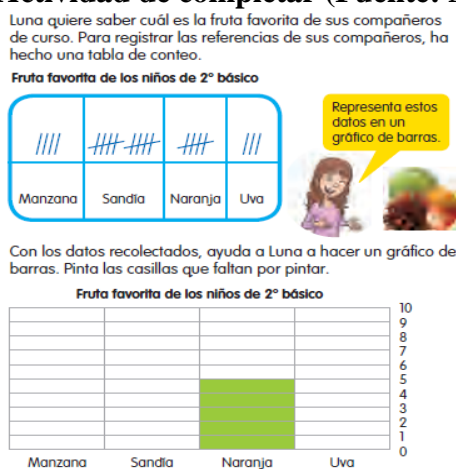 Actividad de completar (Fuente:
Luna quiere saber cuál es la fruta favorita de sus compañeros
de curso. Para registrar las referencias de sus compañeros, ha
hecho una tabla de conteo.
Fruta favorita de los niños de 2° básico
Manzana Sandía Naranja Uva
Representa estos
datos en un
gráfico de barras.
Con los datos recolectados, ayuda a Luna a hacer un gráfico de
barras. Pinta las casillas que faltan por pintar.
Fruta favorita de los niños de 2° básico
10
9
8
7
6
5
4
3
2
1
0
Manzana Sandía Naranja Uva